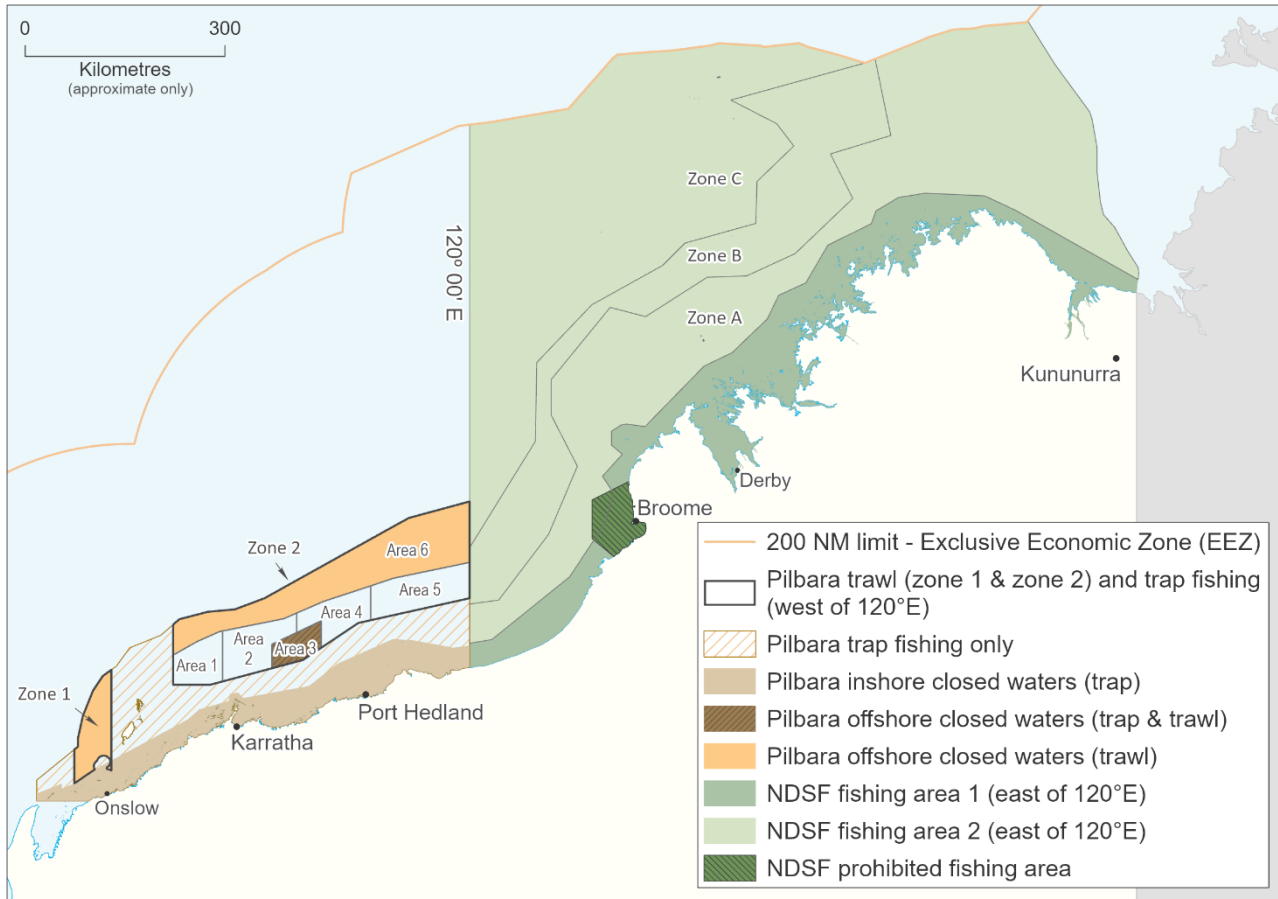 0 300
Kilometres
(approximate only)
120° 00' E
Zone C
Zone B
Zone A
Kununurra
Derby
Broome
Zone 2
Area 6
Area 5
Area 4
Area
2
Area 3
Area 1
Zone 1
Port Hedland
Karratha
Onslow
200 NM limit - Exclusive Economic Zone (EEZ)
Pilbara trawl (zone 1 & zone 2) and trap fishing
(west of 120°E)
Pilbara trap fishing only
Pilbara inshore closed waters (trap)
Pilbara offshore closed waters (trap & trawl)
Pilbara offshore closed waters (trawl)
NDSF fishing area 1 (east of 120°E)
NDSF fishing area 2 (east of 120°E)
NDSF prohibited fishing area